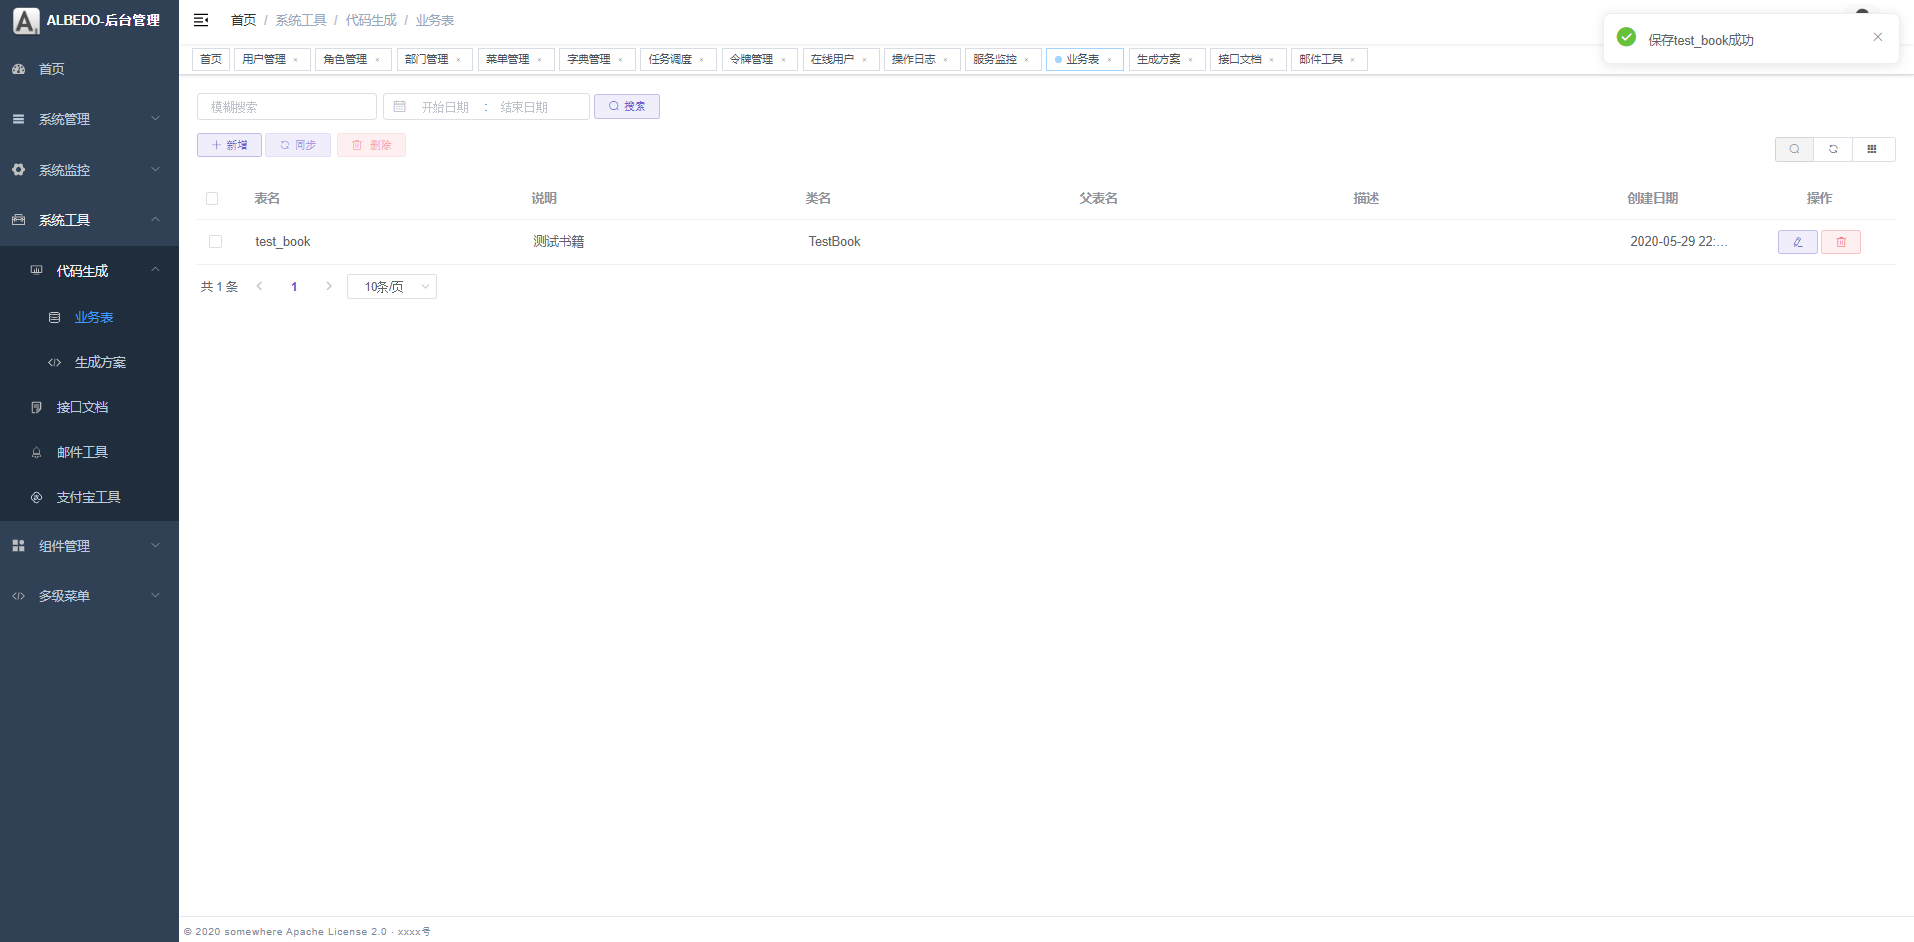 ALBEDO-后台管理
首页
系统管理
系统监控
系统工具
代码生成
业务表
生成方案
接口文档
邮件工具
支付宝工具
组件管理
多级菜单
首页 / 系统工具 / 代码生成 / 业务表
保存test_book成功
首页 用户管理 角色管理 部门管理 菜单管理 字典管理 任务调度 令牌管理 在线用户 操作日志 服务监控 业务表 生成方案 接口文档 邮件工具
模糊搜索 开始日期 : 结束日期 搜索
新增 同步 删除
表名 说明 类名 父表名 描述 创建日期 操作
test_book 测试书籍 TestBook 2020-05-29 22:...
共 1 条 1 10条/页
© 2020 somewhere Apache License 2.0 · xxxx号